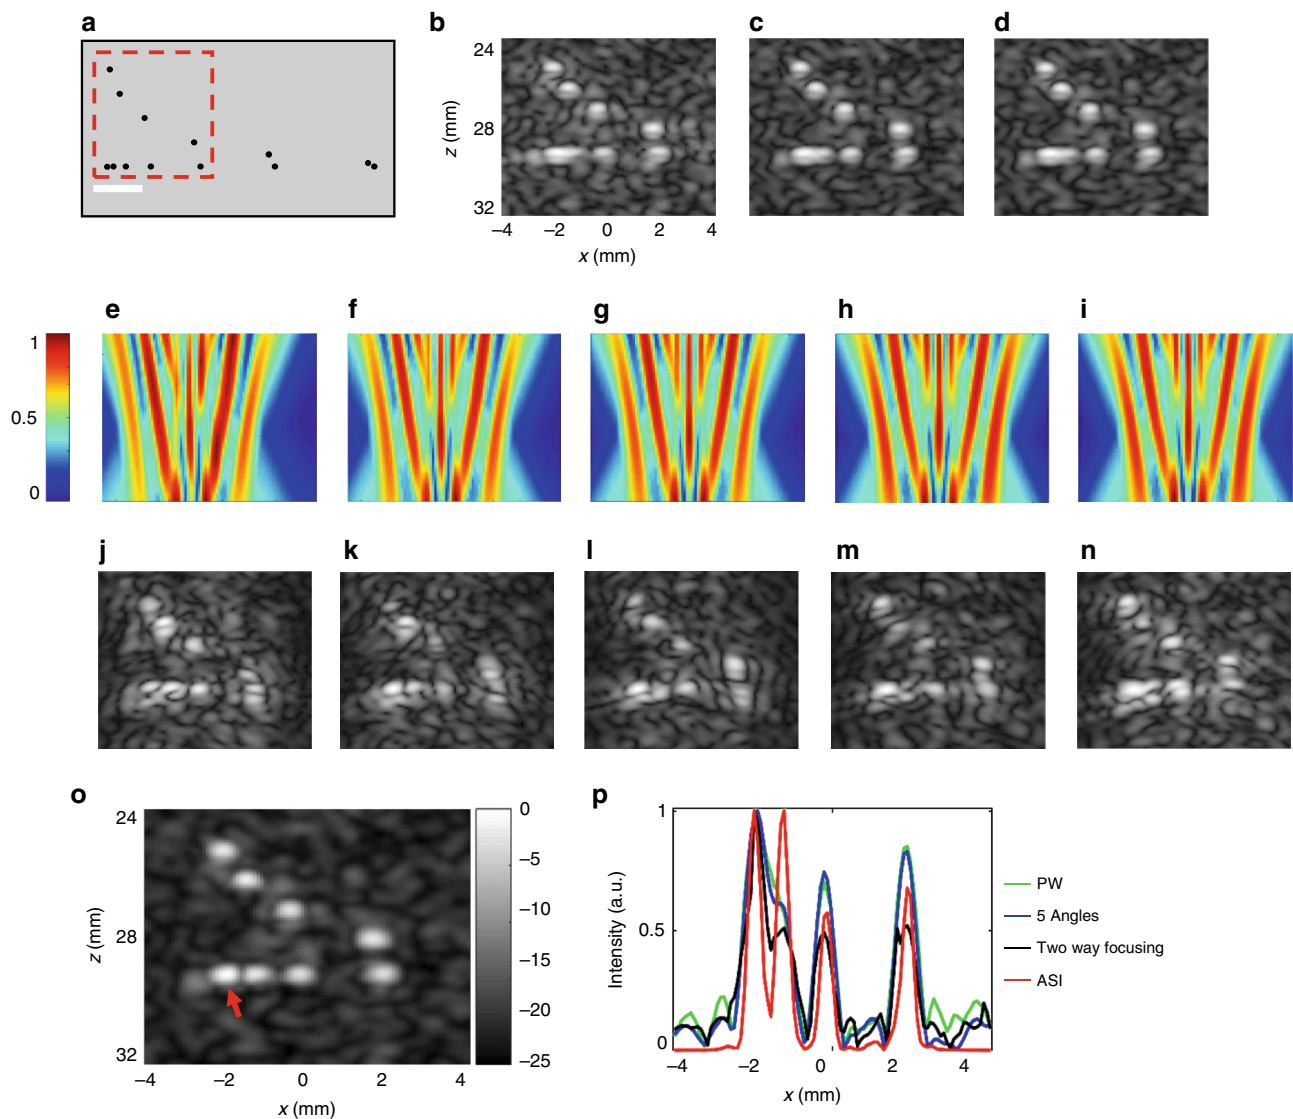 a
b
c
d
24
28
32
z (mm)
–4
–2
0
2
4
x (mm)
e
f
g
h
i
1
0.5
0
j
k
l
m
n
o
24
28
32
z (mm)
–4
–2
0
2
4
x (mm)
0
–5
–10
–15
–20
–25
p
1
0.5
0
Intensity (a.u.)
–4
–2
0
2
4
x (mm)
PW
5 Angles
Two way focusing
ASI